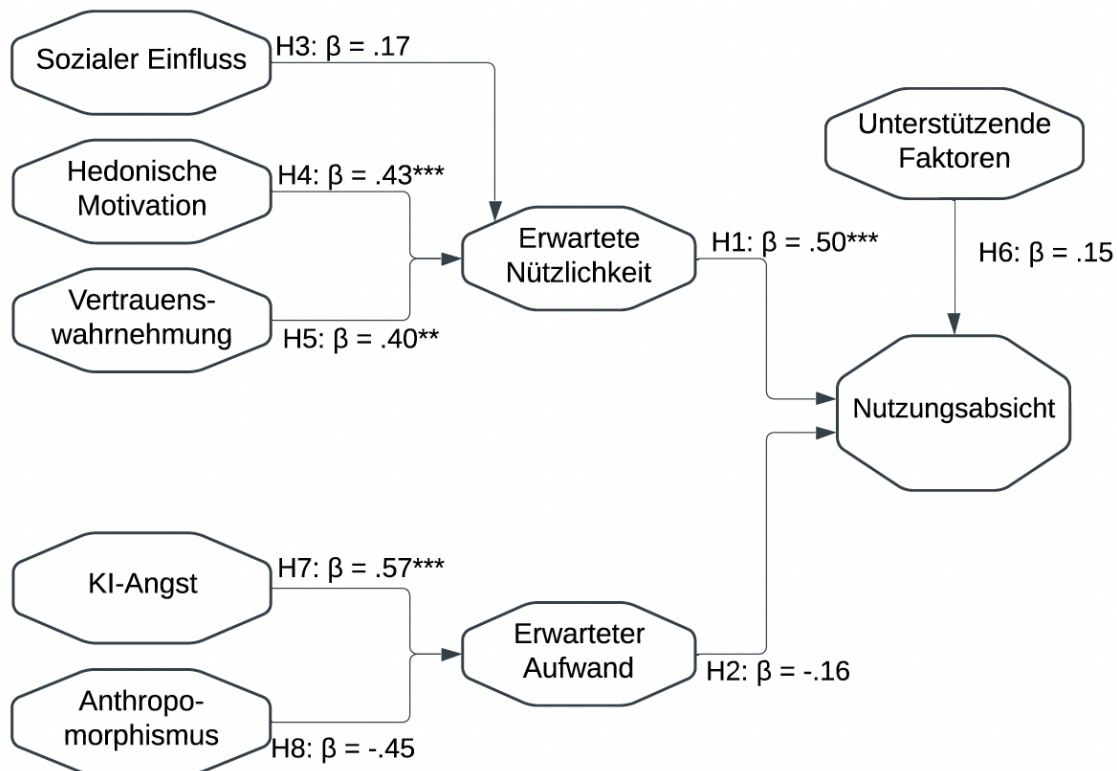 Sozialer Einfluss
H3: β = .17
Hedonische
Motivation
H4: β = .43***
Vertrauens-
wahrnehmung
H5: β = .40**
Erwartete
Nützlichkeit
H1: β = .50***
Unterstützende
Faktoren
H6: β = .15
Nutzungsabsicht
KI-Angst
H7: β = .57***
Anthropo-
morphismus
H8: β = -.45
Erwarteter
Aufwand
H2: β = -.16